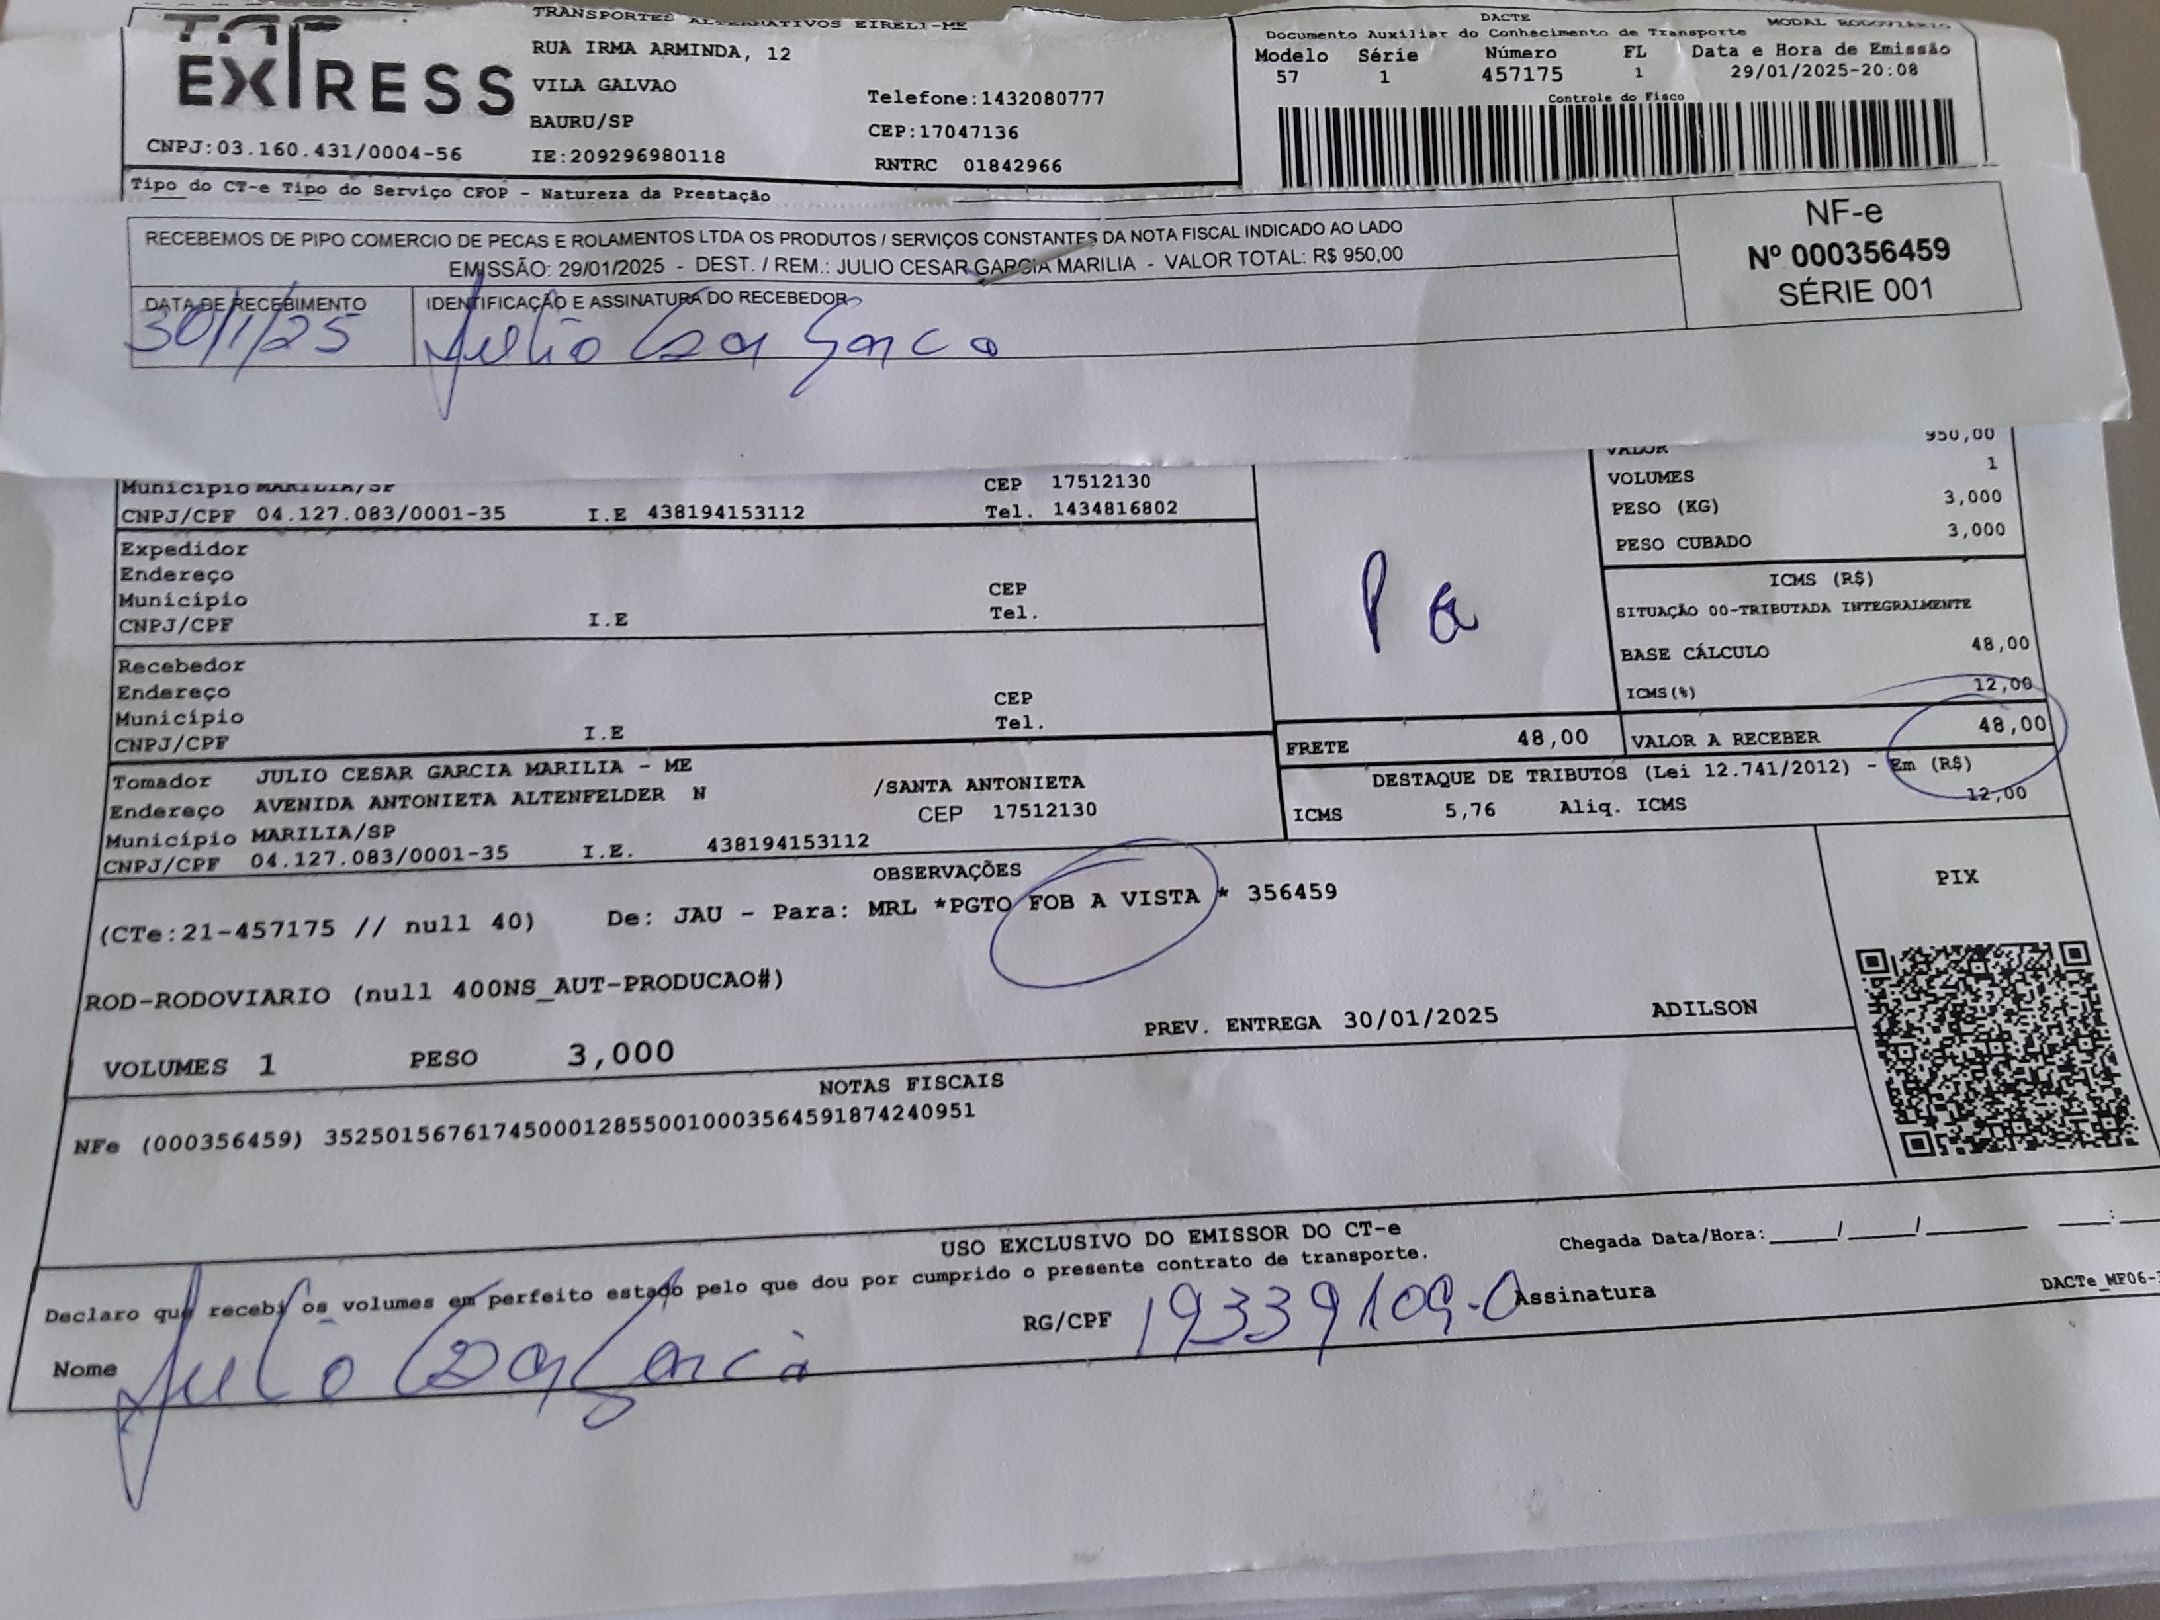 EXPRESS
TRANSPORTES ALTERNATIVOS EIRELI-ME
RUA IRMA ARMINDA, 12
VILA GALVAO
BAURU/SP
IE:209296980118
CNPJ:03.160.431/0004-56
Telefone:1432080777
CEP:17047136
RNTRC 01842966
DACTE
MODAL RODOVIÁRIO
Documento Auxiliar do Conhecimento de Transporte
Modelo Série Número FL Data e Hora de Emissão
57 1 457175 1 29/01/2025-20:08
Controle do Fisco
Tipo do CT-e Tipo do Serviço CFOP - Natureza da Prestação
RECEBEMOS DE PIPO COMERCIO DE PECAS E ROLAMENTOS LTDA OS PRODUTOS / SERVIÇOS CONSTANTES DA NOTA FISCAL INDICADO AO LADO
EMISSÃO: 29/01/2025 - DEST. / REM.: JULIO CESAR GARCIA MARILIA - VALOR TOTAL: R$ 950,00
NF-e
Nº 000356459
SÉRIE 001
DATA DE RECEBIMENTO
IDENTIFICAÇÃO E ASSINATURA DO RECEBEDOR
30/1/25
Município MARILIA/SP CEP 17512130
CNPJ/CPF 04.127.083/0001-35 I.E 438194153112 Tel. 1434816802
VALOR 950,00
VOLUMES 1
PESO (KG) 3,000
PESO CUBADO 3,000
Expedidor
Endereço
Município CEP
CNPJ/CPF I.E Tel.
ICMS (R$)
SITUAÇÃO 00-TRIBUTADA INTEGRALMENTE
BASE CÁLCULO 48,00
ICMS(%) 12,00
Recebedor
Endereço
Município CEP
CNPJ/CPF I.E Tel.
FRETE 48,00 VALOR A RECEBER 48,00
DESTAQUE DE TRIBUTOS (Lei 12.741/2012) - Em (R$)
ICMS 5,76 Aliq. ICMS 12,00
Tomador JULIO CESAR GARCIA MARILIA - ME
Endereço AVENIDA ANTONIETA ALTENFELDER N /SANTA ANTONIETA
Município MARILIA/SP CEP 17512130
CNPJ/CPF 04.127.083/0001-35 I.E. 438194153112
OBSERVAÇÕES
(CTe:21-457175 // null 40) De: JAU - Para: MRL *PGTO FOB A VISTA * 356459
PIX
ROD-RODOVIARIO (null 400NS_AUT-PRODUCAO#)
PREV. ENTREGA 30/01/2025 ADILSON
VOLUMES 1 PESO 3,000
NOTAS FISCAIS
NFe (000356459) 35250156761745000128550010003564591874240951
USO EXCLUSIVO DO EMISSOR DO CT-e
Chegada Data/Hora:_____/_____/________ ____:____
Declaro que recebi os volumes em perfeito estado pelo que dou por cumprido o presente contrato de transporte.
Nome
RG/CPF 19339109-0 Assinatura